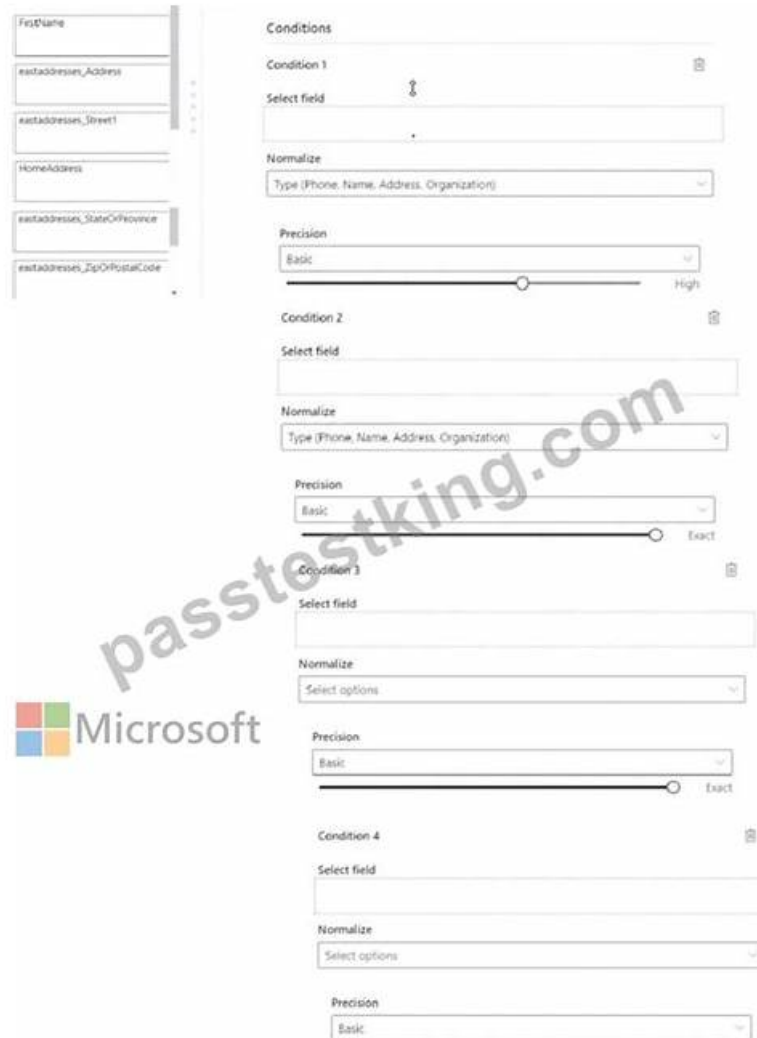 FirstName
eastaddresses_Address
eastaddresses_Street1
HomeAddress
eastaddresses_StateOrProvince
eastaddresses_ZipOrPostalCode
Conditions
Condition 1
Select field
Normalize
Type (Phone, Name, Address, Organization)
Precision
Basic
High
Condition 2
Select field
Normalize
Type (Phone, Name, Address, Organization)
Precision
Basic
Exact
Condition 3
Select field
Normalize
Select options
Precision
Basic
Exact
Condition 4
Select field
Normalize
Select options
Precision
Basic
passtestking.com
Microsoft